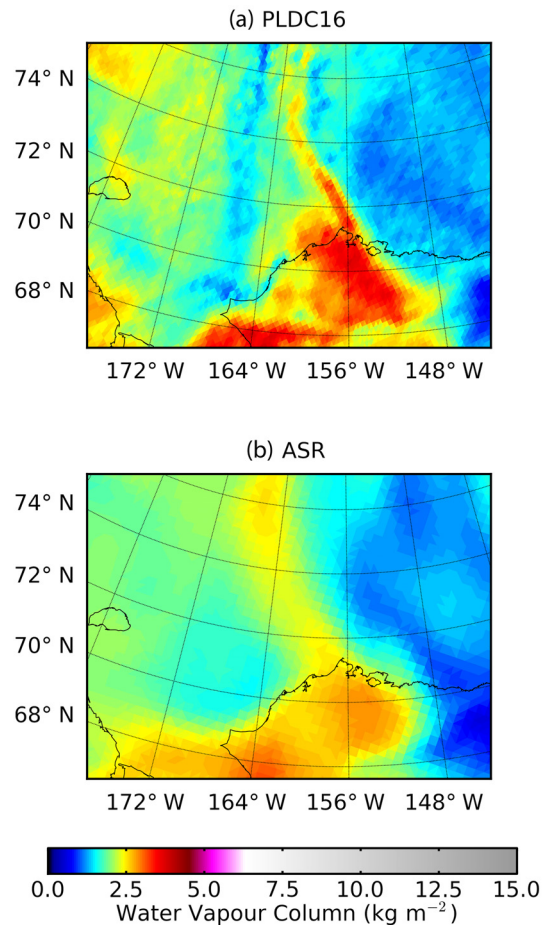 (a) PLDC16
74° N
72° N
70° N
68° N
172° W 164° W 156° W 148° W
(b) ASR
74° N
72° N
70° N
68° N
172° W 164° W 156° W 148° W
0.0 2.5 5.0 7.5 10.0 12.5 15.0
Water Vapour Column (kg m⁻²)